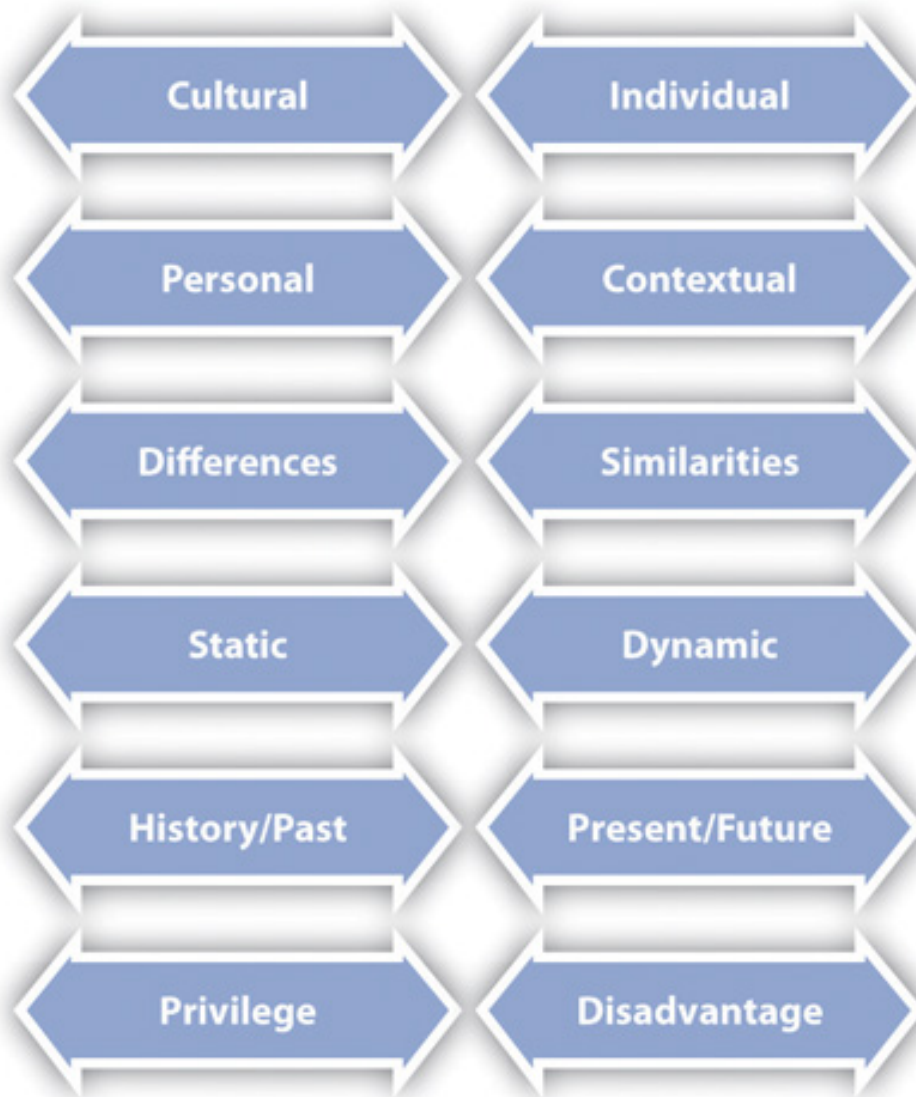 Cultural Individual
Personal Contextual
Differences Similarities
Static Dynamic
History/Past Present/Future
Privilege Disadvantage